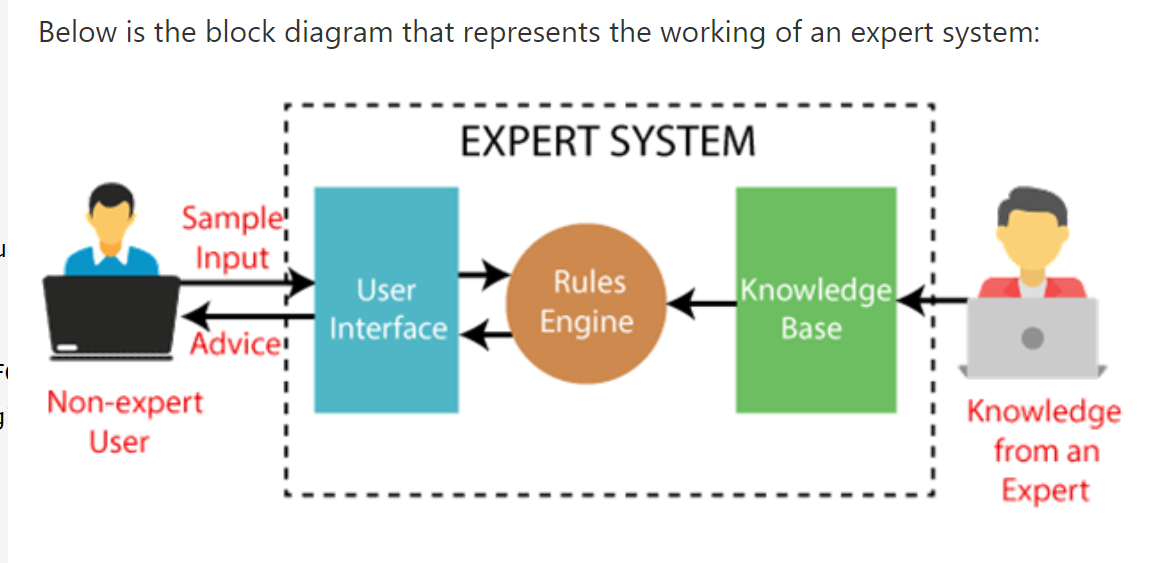 Below is the block diagram that represents the working of an expert system:
EXPERT SYSTEM
Sample
Input
Advice
Non-expert
User
User
Interface
Rules
Engine
Knowledge
Base
Knowledge
from an
Expert